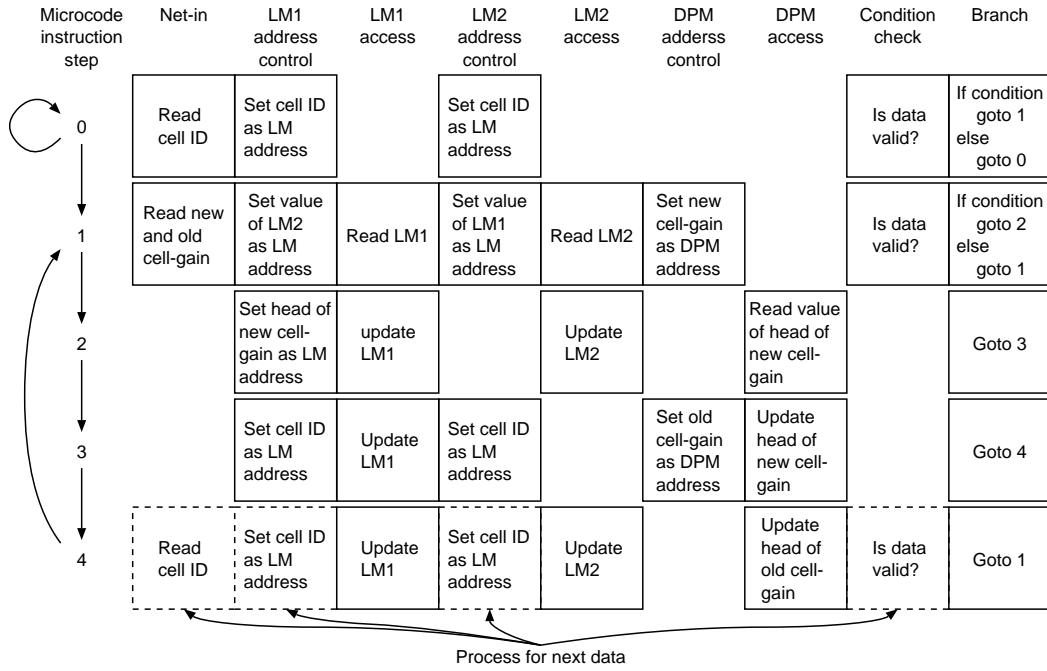 Microcode
instruction
step
Net-in
LM1
address
control
LM1
access
LM2
address
control
LM2
access
DPM
adderss
control
DPM
access
Condition
check
Branch
0
Read
cell ID
Set cell ID
as LM
address
Set cell ID
as LM
address
Is data
valid?
If condition
goto 1
else
goto 0
1
Read new
and old
cell-gain
Set value
of LM2
as LM
address
Read LM1
Set value
of LM1
as LM
address
Read LM2
Set new
cell-gain
as DPM
address
Is data
valid?
If condition
goto 2
else
goto 1
2
Set head of
new cell-
gain as LM
address
update
LM1
Update
LM2
Read value
of head of
new cell-
gain
Goto 3
3
Set cell ID
as LM
address
Update
LM1
Set cell ID
as LM
address
Set old
cell-gain
as DPM
address
Update
head of
new cell-
gain
Goto 4
4
Read
cell ID
Set cell ID
as LM
address
Update
LM1
Set cell ID
as LM
address
Update
LM2
Update
head of
old cell-
gain
Is data
valid?
Goto 1
Process for next data